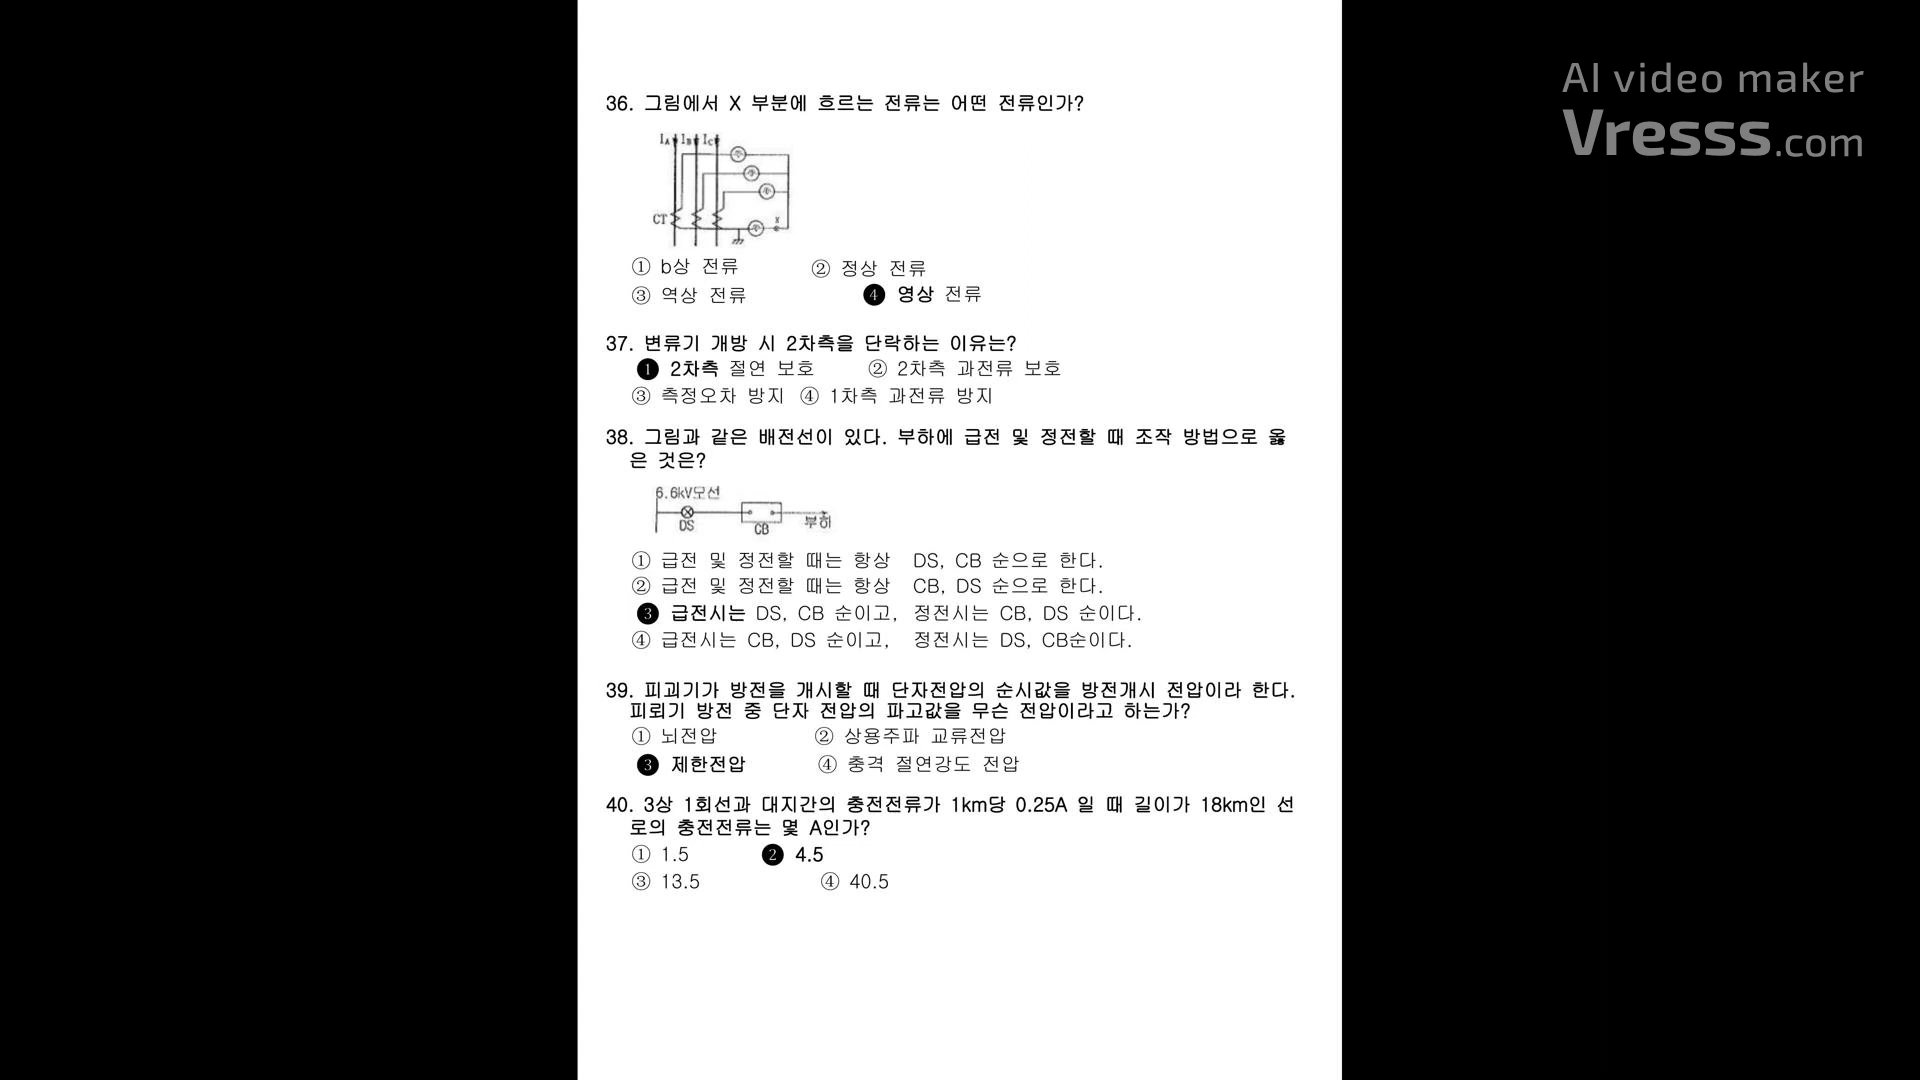 AI video maker
Vresss.com
36. 그림에서 X 부분에 흐르는 전류는 어떤 전류인가?
IA IB IC
CT
X
① b상 전류 ② 정상 전류
③ 역상 전류 ❹ 영상 전류
37. 변류기 개방 시 2차측을 단락하는 이유는?
❶ 2차측 절연 보호 ② 2차측 과전류 보호
③ 측정오차 방지 ④ 1차측 과전류 방지
38. 그림과 같은 배전선이 있다. 부하에 급전 및 정전할 때 조작 방법으로 옳
은 것은?
6.6kV모선
DS CB 부하
① 급전 및 정전할 때는 항상 DS, CB 순으로 한다.
② 급전 및 정전할 때는 항상 CB, DS 순으로 한다.
❸ 급전시는 DS, CB 순이고, 정전시는 CB, DS 순이다.
④ 급전시는 CB, DS 순이고, 정전시는 DS, CB순이다.
39. 피괴기가 방전을 개시할 때 단자전압의 순시값을 방전개시 전압이라 한다.
피뢰기 방전 중 단자 전압의 파고값을 무슨 전압이라고 하는가?
① 뇌전압 ② 상용주파 교류전압
❸ 제한전압 ④ 충격 절연강도 전압
40. 3상 1회선과 대지간의 충전전류가 1km당 0.25A 일 때 길이가 18km인 선
로의 충전전류는 몇 A인가?
① 1.5 ❷ 4.5
③ 13.5 ④ 40.5